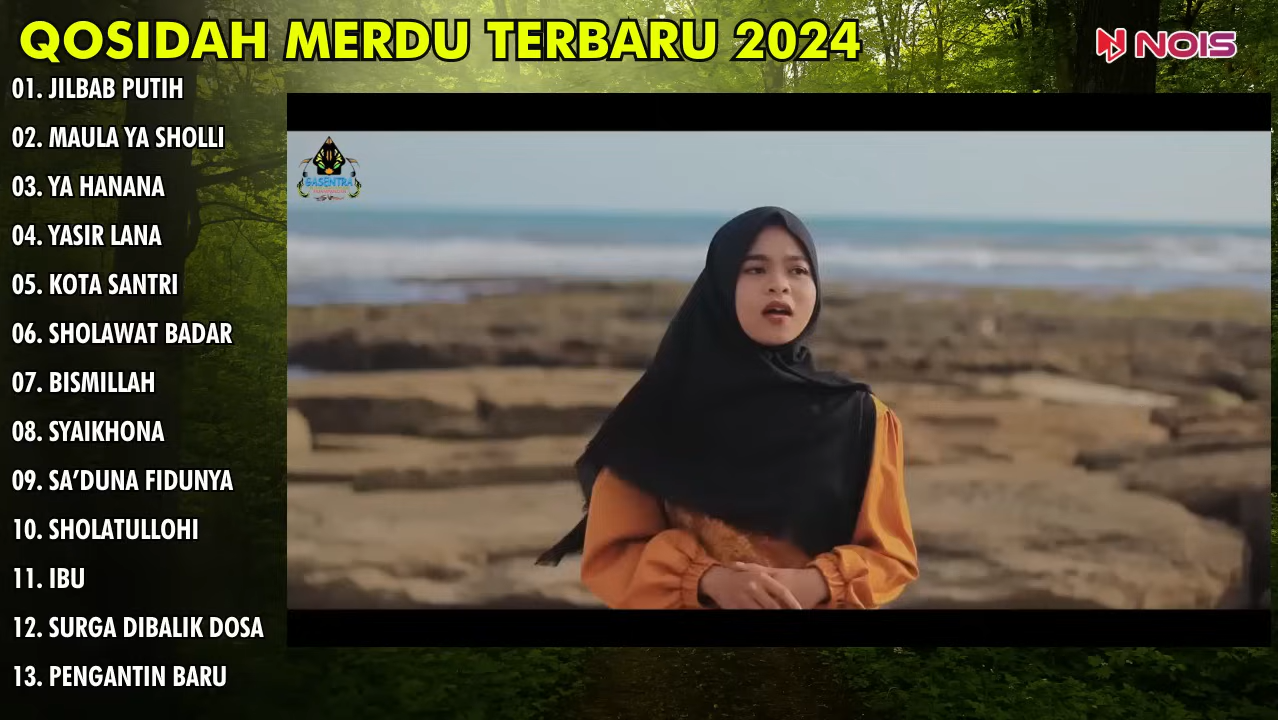 QOSIDAH MERDU TERBARU 2024
NOIS
01. JILBAB PUTIH
02. MAULA YA SHOLLI
03. YA HANANA
04. YASIR LANA
05. KOTA SANTRI
06. SHOLAWAT BADAR
07. BISMILLAH
08. SYAIKHONA
09. SA’DUNA FIDUNYA
10. SHOLATULLOHI
11. IBU
12. SURGA DIBALIK DOSA
13. PENGANTIN BARU
GASENTRA